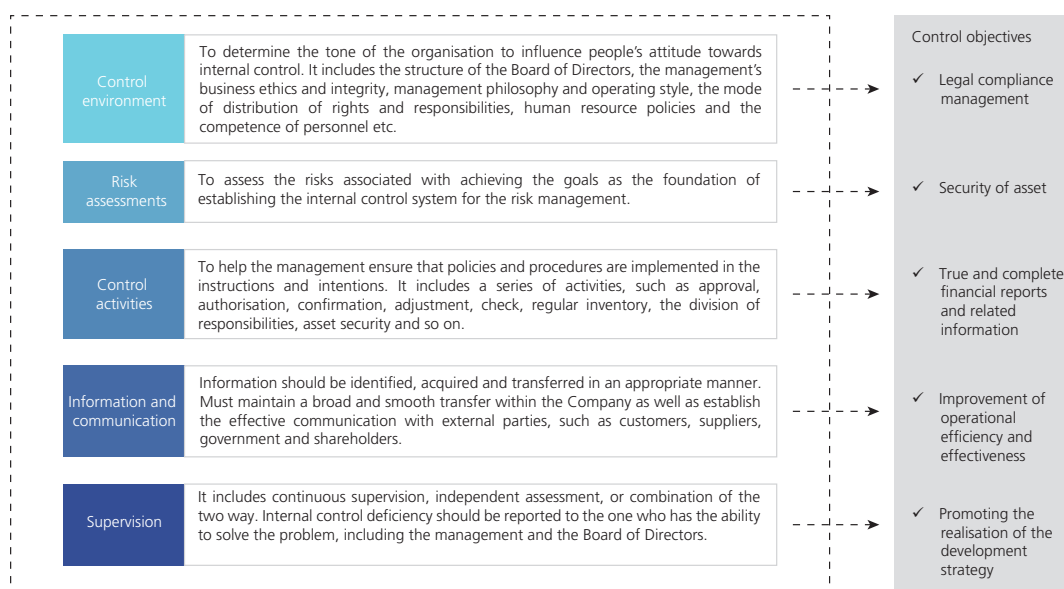 Control
environment
To determine the tone of the organisation to influence people's attitude towards
internal control. It includes the structure of the Board of Directors, the management's
business ethics and integrity, management philosophy and operating style, the mode
of distribution of rights and responsibilities, human resource policies and the
competence of personnel etc.
Risk
assessments
To assess the risks associated with achieving the goals as the foundation of
establishing the internal control system for the risk management.
Control
activities
To help the management ensure that policies and procedures are implemented in the
instructions and intentions. It includes a series of activities, such as approval,
authorisation, confirmation, adjustment, check, regular inventory, the division of
responsibilities, asset security and so on.
Information and
communication
Information should be identified, acquired and transferred in an appropriate manner.
Must maintain a broad and smooth transfer within the Company as well as establish
the effective communication with external parties, such as customers, suppliers,
government and shareholders.
Supervision
It includes continuous supervision, independent assessment, or combination of the
two way. Internal control deficiency should be reported to the one who has the ability
to solve the problem, including the management and the Board of Directors.
Control objectives
✓ Legal compliance
management
✓ Security of asset
✓ True and complete
financial reports
and related
information
✓ Improvement of
operational
efficiency and
effectiveness
✓ Promoting the
realisation of the
development
strategy